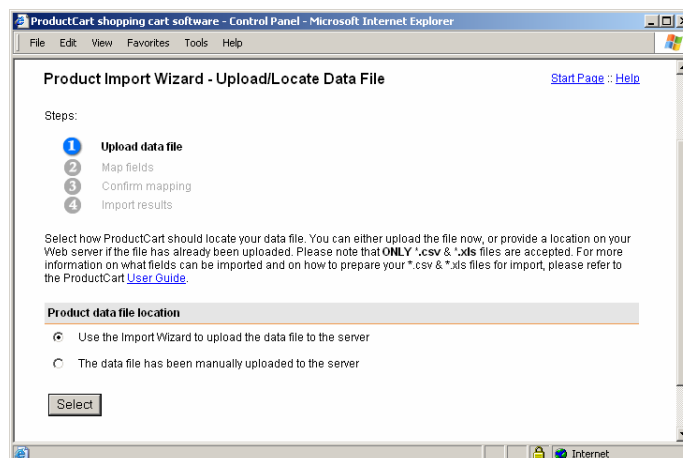 ProductCart shopping cart software - Control Panel - Microsoft Internet Explorer
File Edit View Favorites Tools Help
Product Import Wizard - Upload/Locate Data File
Start Page :: Help
Steps:
1 Upload data file
2 Map fields
3 Confirm mapping
4 Import results
Select how ProductCart should locate your data file. You can either upload the file now, or provide a location on your
Web server if the file has already been uploaded. Please note that ONLY *.csv & *.xls files are accepted. For more
information on what fields can be imported and on how to prepare your *.csv & *.xls files for import, please refer to
the ProductCart User Guide.
Product data file location
Use the Import Wizard to upload the data file to the server
The data file has been manually uploaded to the server
Select
Internet